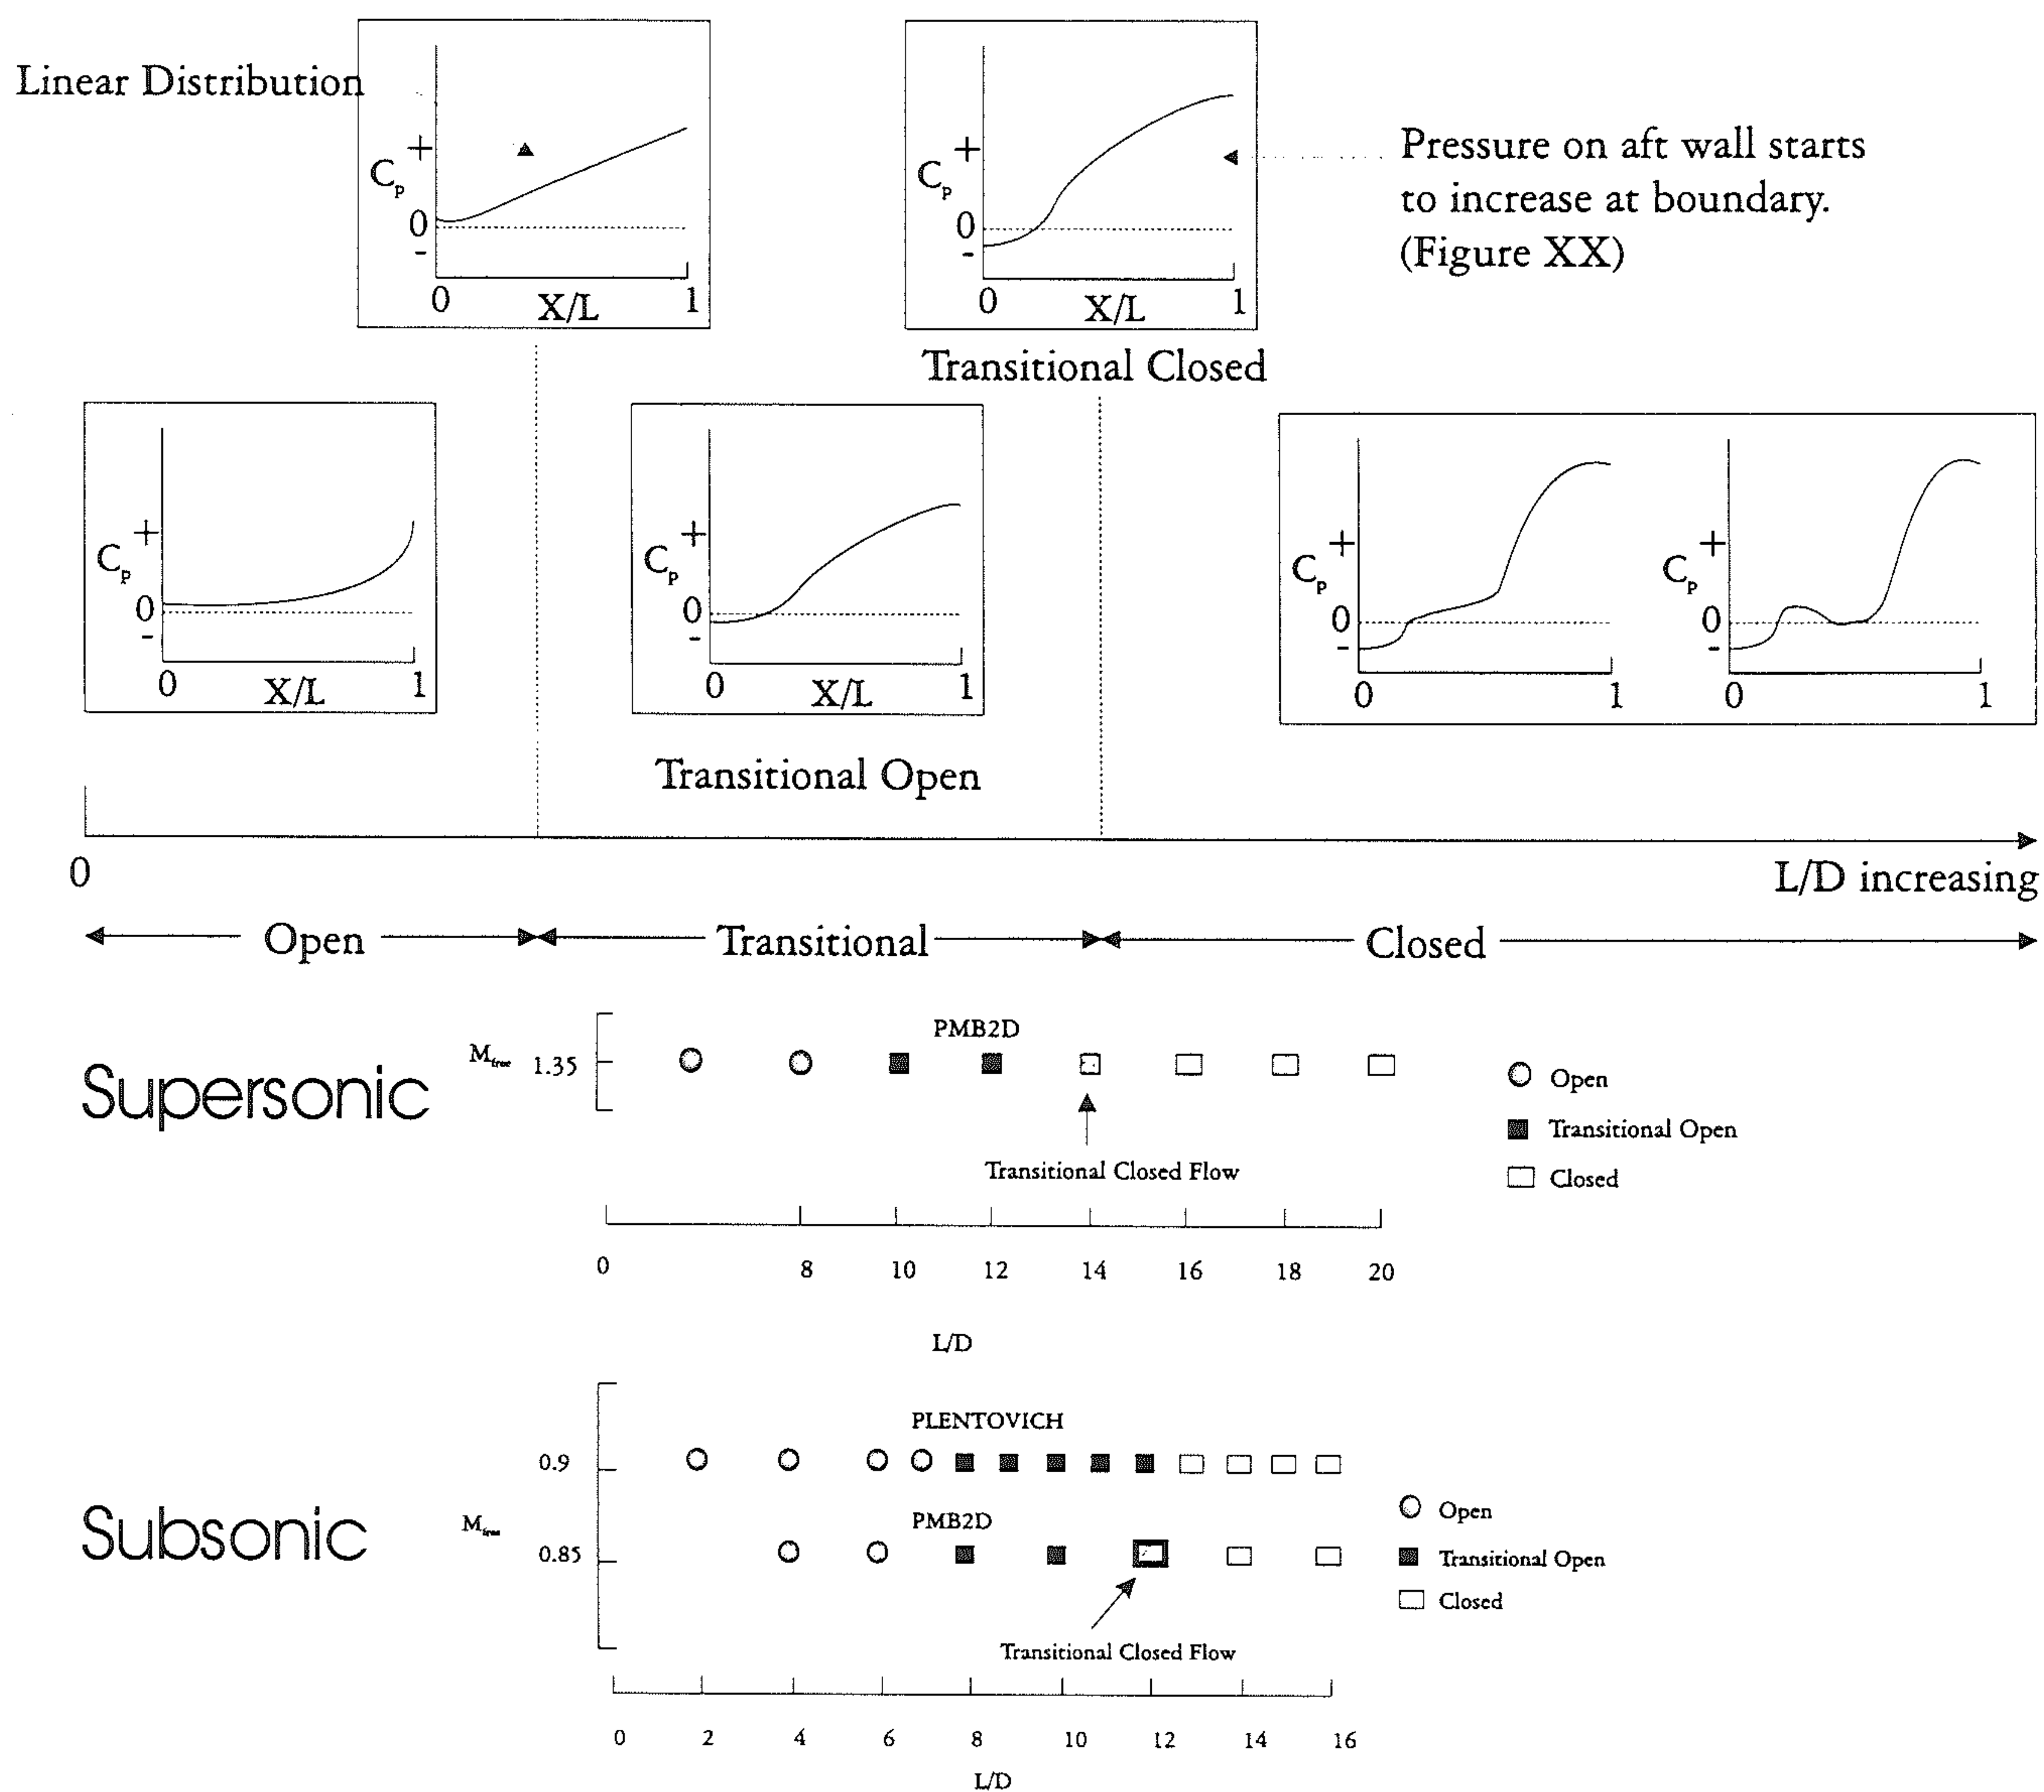 Linear Distribution
+
Cp
0
-
0
X/L
1
+
Cp
0
-
0
X/L
1
Pressure on aft wall starts
to increase at boundary.
(Figure XX)
Transitional Closed
+
Cp
0
-
0
X/L
1
+
Cp
0
-
0
X/L
1
+
Cp
0
-
0
1
+
Cp
0
-
0
1
Transitional Open
0
L/D increasing
Open
Transitional
Closed
Supersonic
Mfree
1.35
PMB2D
Transitional Closed Flow
Open
Transitional Open
Closed
0 8 10 12 14 16 18 20
L/D
Subsonic
Mfree
0.9
0.85
PLENTOVICH
PMB2D
Transitional Closed Flow
Open
Transitional Open
Closed
0 2 4 6 8 10 12 14 16
L/D